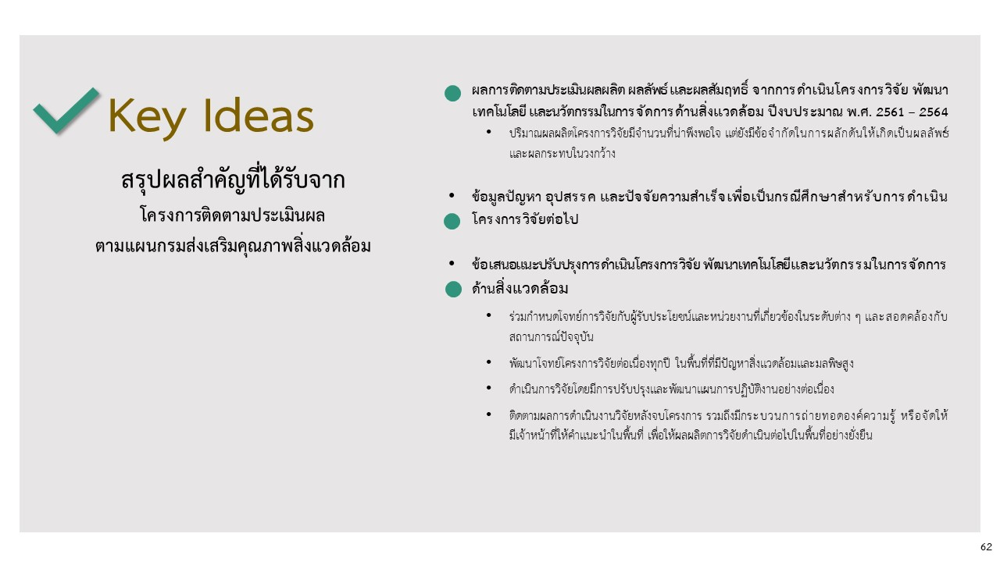 Key Ideas
สรุปผลสำคัญที่ได้รับจาก
โครงการติดตามประเมินผล
ตามแผนกรมส่งเสริมคุณภาพสิ่งแวดล้อม
ผลการติดตามประเมินผลผลิต ผลลัพธ์ และผลสัมฤทธิ์ จากการดำเนินโครงการวิจัย พัฒนา
เทคโนโลยี และนวัตกรรมในการจัดการด้านสิ่งแวดล้อม ปีงบประมาณ พ.ศ. 2561 – 2564
• ปริมาณผลผลิตโครงการวิจัยมีจำนวนที่น่าพึงพอใจ แต่ยังมีข้อจำกัดในการผลักดันให้เกิดเป็นผลลัพธ์
และผลกระทบในวงกว้าง
• ข้อมูลปัญหา อุปสรรค และปัจจัยความสำเร็จเพื่อเป็นกรณีศึกษาสำหรับการดำเนิน
โครงการวิจัยต่อไป
• ข้อเสนอแนะปรับปรุงการดำเนินโครงการวิจัย พัฒนาเทคโนโลยีและนวัตกรรมในการจัดการ
ด้านสิ่งแวดล้อม
• ร่วมกำหนดโจทย์การวิจัยกับผู้รับประโยชน์และหน่วยงานที่เกี่ยวข้องในระดับต่าง ๆ และสอดคล้องกับ
สถานการณ์ปัจจุบัน
• พัฒนาโจทย์โครงการวิจัยต่อเนื่องทุกปี ในพื้นที่ที่มีปัญหาสิ่งแวดล้อมและมลพิษสูง
• ดำเนินการวิจัยโดยมีการปรับปรุงและพัฒนาแผนการปฏิบัติงานอย่างต่อเนื่อง
• ติดตามผลการดำเนินงานวิจัยหลังจบโครงการ รวมถึงมีกระบวนการถ่ายทอดองค์ความรู้ หรือจัดให้
มีเจ้าหน้าที่ให้คำแนะนำในพื้นที่ เพื่อให้ผลผลิตการวิจัยดำเนินต่อไปในพื้นที่อย่างยั่งยืน
62